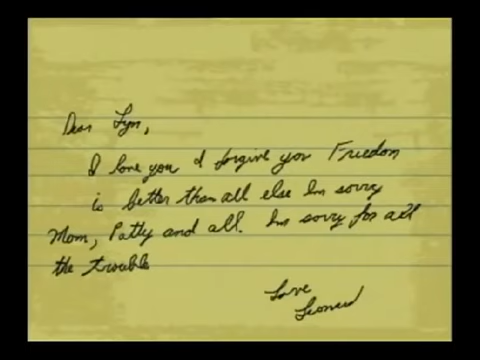 Dear Lyn,
I love you I forgive you Freedom
is better than all else Im sorry
Mom, Patty and all. Im sorry for all
the trouble
Love
Leonard